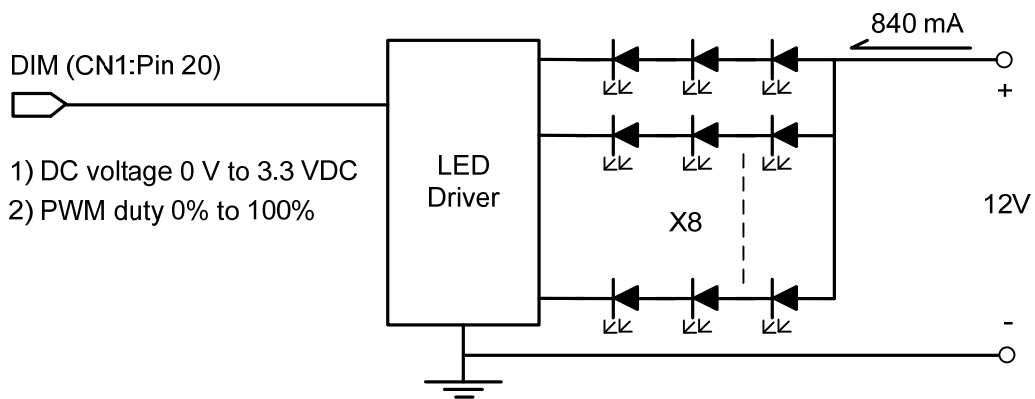 840 mA
DIM (CN1:Pin 20)
+
1) DC voltage 0 V to 3.3 VDC
2) PWM duty 0% to 100%
LED
Driver
X8
12V
-